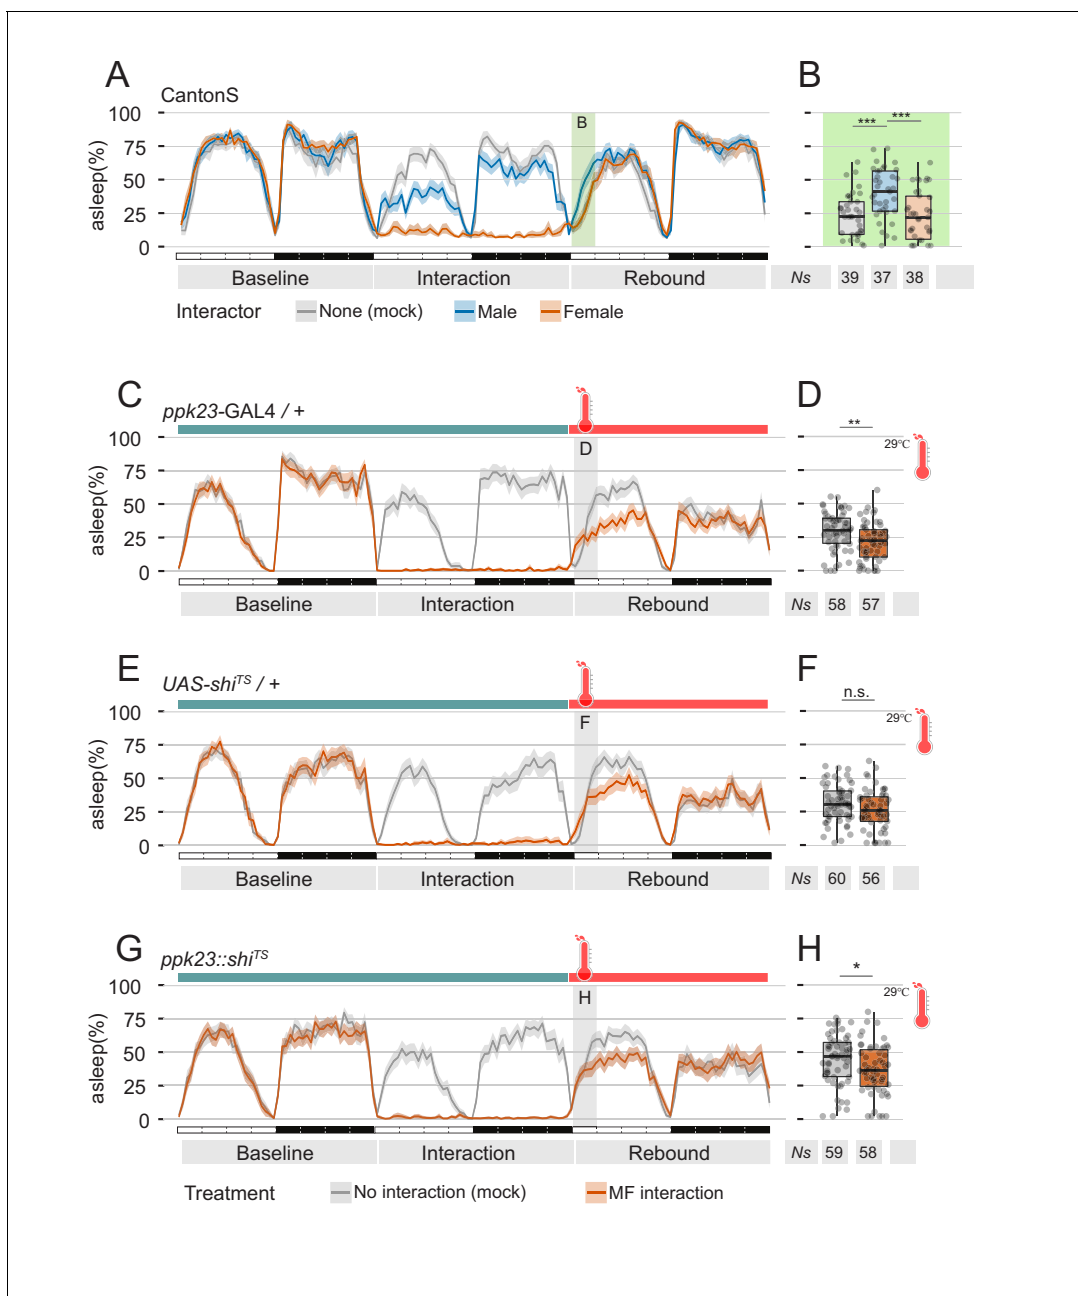 A
CantonS
asleep(%)
100
75
50
25
0
B
Baseline
Interaction
Rebound
Interactor
None (mock)
Male
Female
B
*** ***
Ns 39 37 38
C
ppk23-GAL4 / +
asleep(%)
100
75
50
25
0
D
Baseline
Interaction
Rebound
D
**
29℃
Ns 58 57
E
UAS-shiTS / +
asleep(%)
100
75
50
25
0
F
Baseline
Interaction
Rebound
F
n.s.
29℃
Ns 60 56
G
ppk23::shiTS
asleep(%)
100
75
50
25
0
H
Baseline
Interaction
Rebound
H
*
29℃
Ns 59 58
Treatment
No interaction (mock)
MF interaction